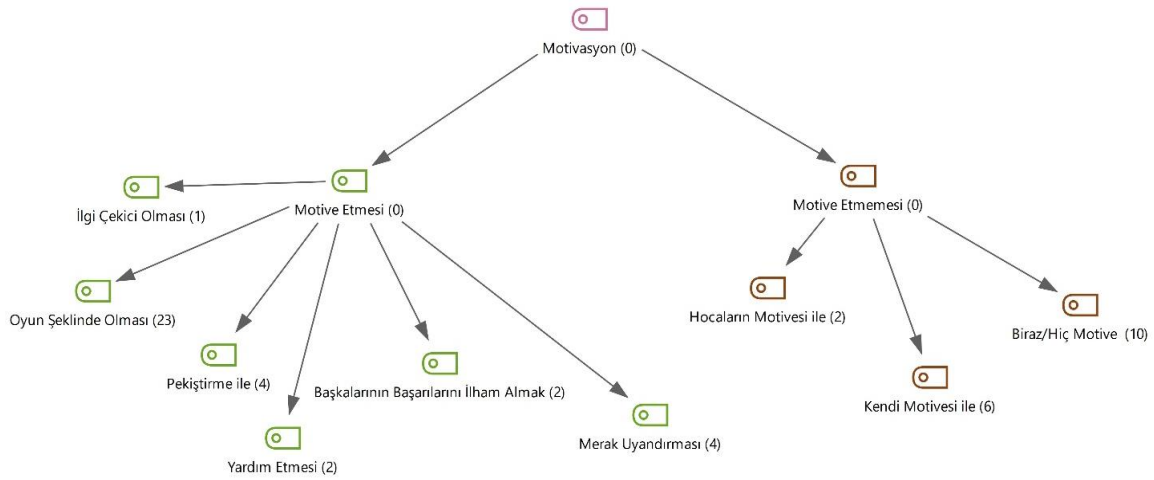 Motivasyon (0)
Motive Etmesi (0)
Motive Etmemesi (0)
İlgi Çekici Olması (1)
Oyun Şeklinde Olması (23)
Pekiştirme ile (4)
Yardım Etmesi (2)
Başkalarının Başarılarını İlham Almak (2)
Merak Uyandırması (4)
Hocaların Motivesi ile (2)
Kendi Motivesi ile (6)
Biraz/Hiç Motive (10)